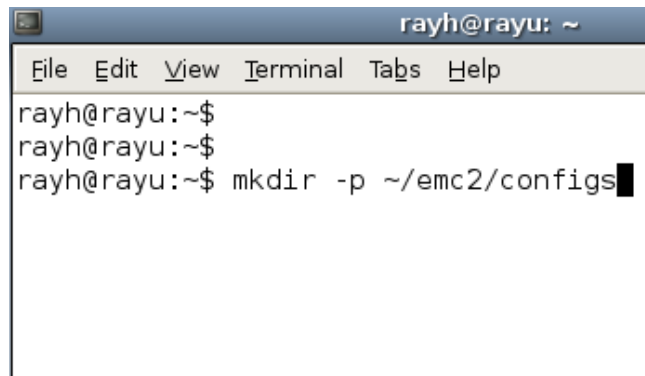 rayh@rayu: ~
File Edit View Terminal Tabs Help
rayh@rayu:~$
rayh@rayu:~$
rayh@rayu:~$ mkdir -p ~/emc2/configs